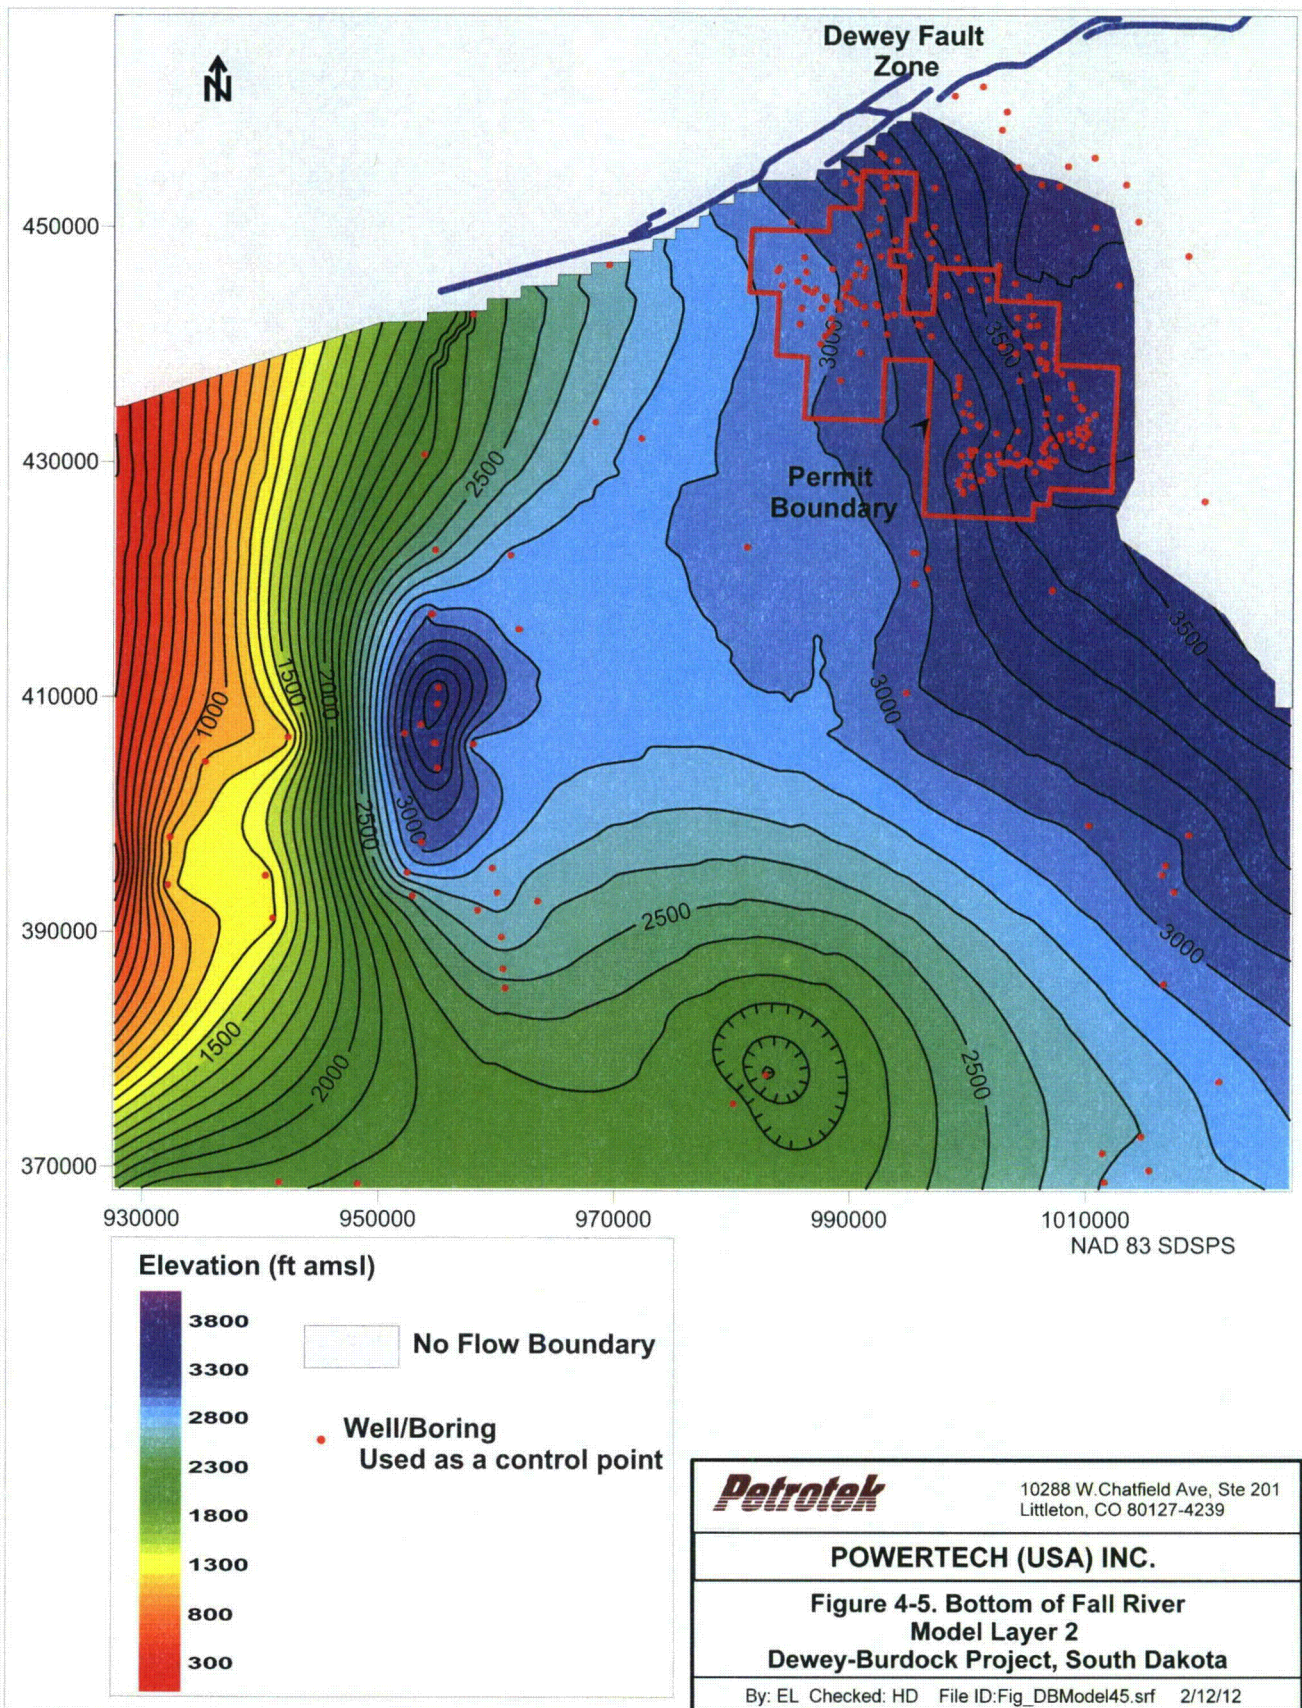 Dewey Fault
Zone
N
450000
430000
410000
390000
370000
3000
3500
2500
Permit
Boundary
3500
1500
2000
1000
3000
2500
3000
2500
3000
1500
2000
2500
930000
950000
970000
990000
1010000
NAD 83 SDSPS
Elevation (ft amsl)
3800
3300
2800
2300
1800
1300
800
300
No Flow Boundary
Well/Boring
Used as a control point
Petrotek
10288 W.Chatfield Ave, Ste 201
Littleton, CO 80127-4239
POWERTECH (USA) INC.
Figure 4-5. Bottom of Fall River
Model Layer 2
Dewey-Burdock Project, South Dakota
By: EL Checked: HD File ID:Fig_DBModel45.srf 2/12/12